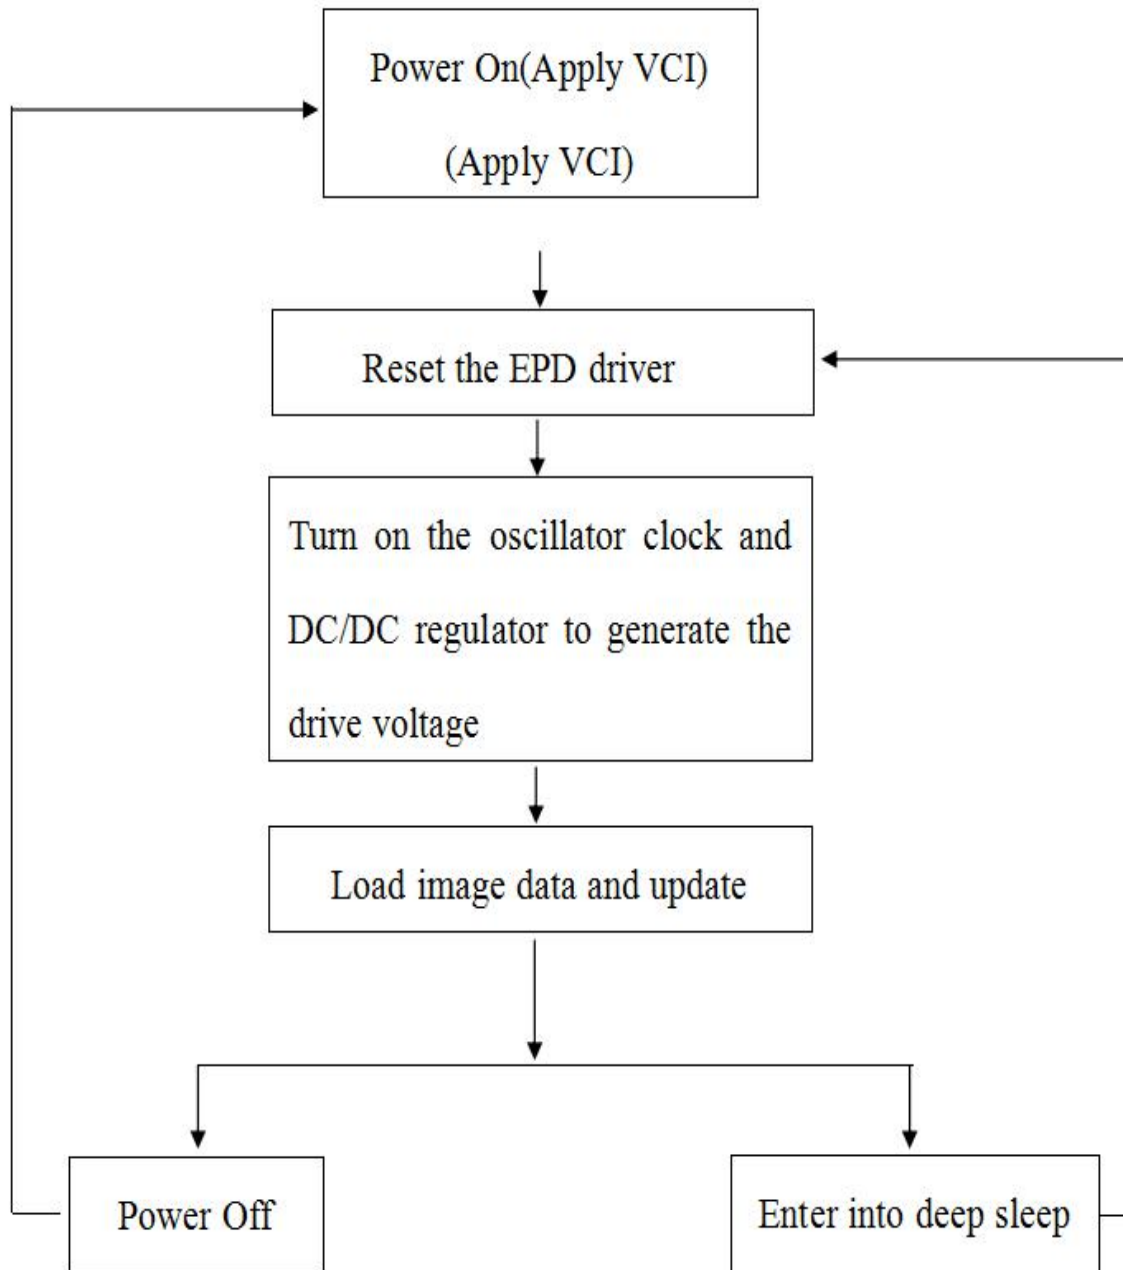 Power On(Apply VCI)
(Apply VCI)
Reset the EPD driver
Turn on the oscillator clock and
DC/DC regulator to generate the
drive voltage
Load image data and update
Power Off
Enter into deep sleep